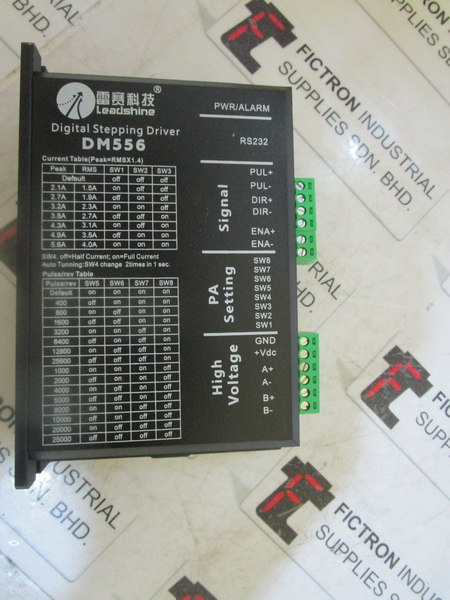 雷赛科技®
Leadshine
Digital Stepping Driver
DM556
Current Table(Peak=RMSX1.4)
Peak RMS SW1 SW2 SW3
Default off off off
2.1A 1.5A on off off
2.7A 1.9A off on off
3.2A 2.3A on on off
3.8A 2.7A off off on
4.3A 3.1A on off on
4.9A 3.5A off on on
5.6A 4.0A on on on
SW4: off=Half Current; on=Full Current
Auto Tunning:SW4 change 2times in 1 sec.
Pulse/rev Table
Pulse/rev SW5 SW6 SW7 SW8
Default on on on on
400 off on on on
800 on off on on
1600 off off on on
3200 on on off on
6400 off on off on
12800 on off off on
25600 off off off on
1000 on on on off
2000 off on on off
4000 on off on off
5000 off off on off
8000 on on off off
10000 off on off off
20000 on off off off
25000 off off off off
PWR/ALARM
RS232
Signal
PUL+
PUL-
DIR+
DIR-
ENA+
ENA-
PA Setting
SW8
SW7
SW6
SW5
SW4
SW3
SW2
SW1
High Voltage
GND
+Vdc
A+
A-
B+
B-
FICTRON INDUSTRIAL
SUPPLIES SDN. BHD.
FICTRON INDUSTRIAL
SUPPLIES SDN. BHD.